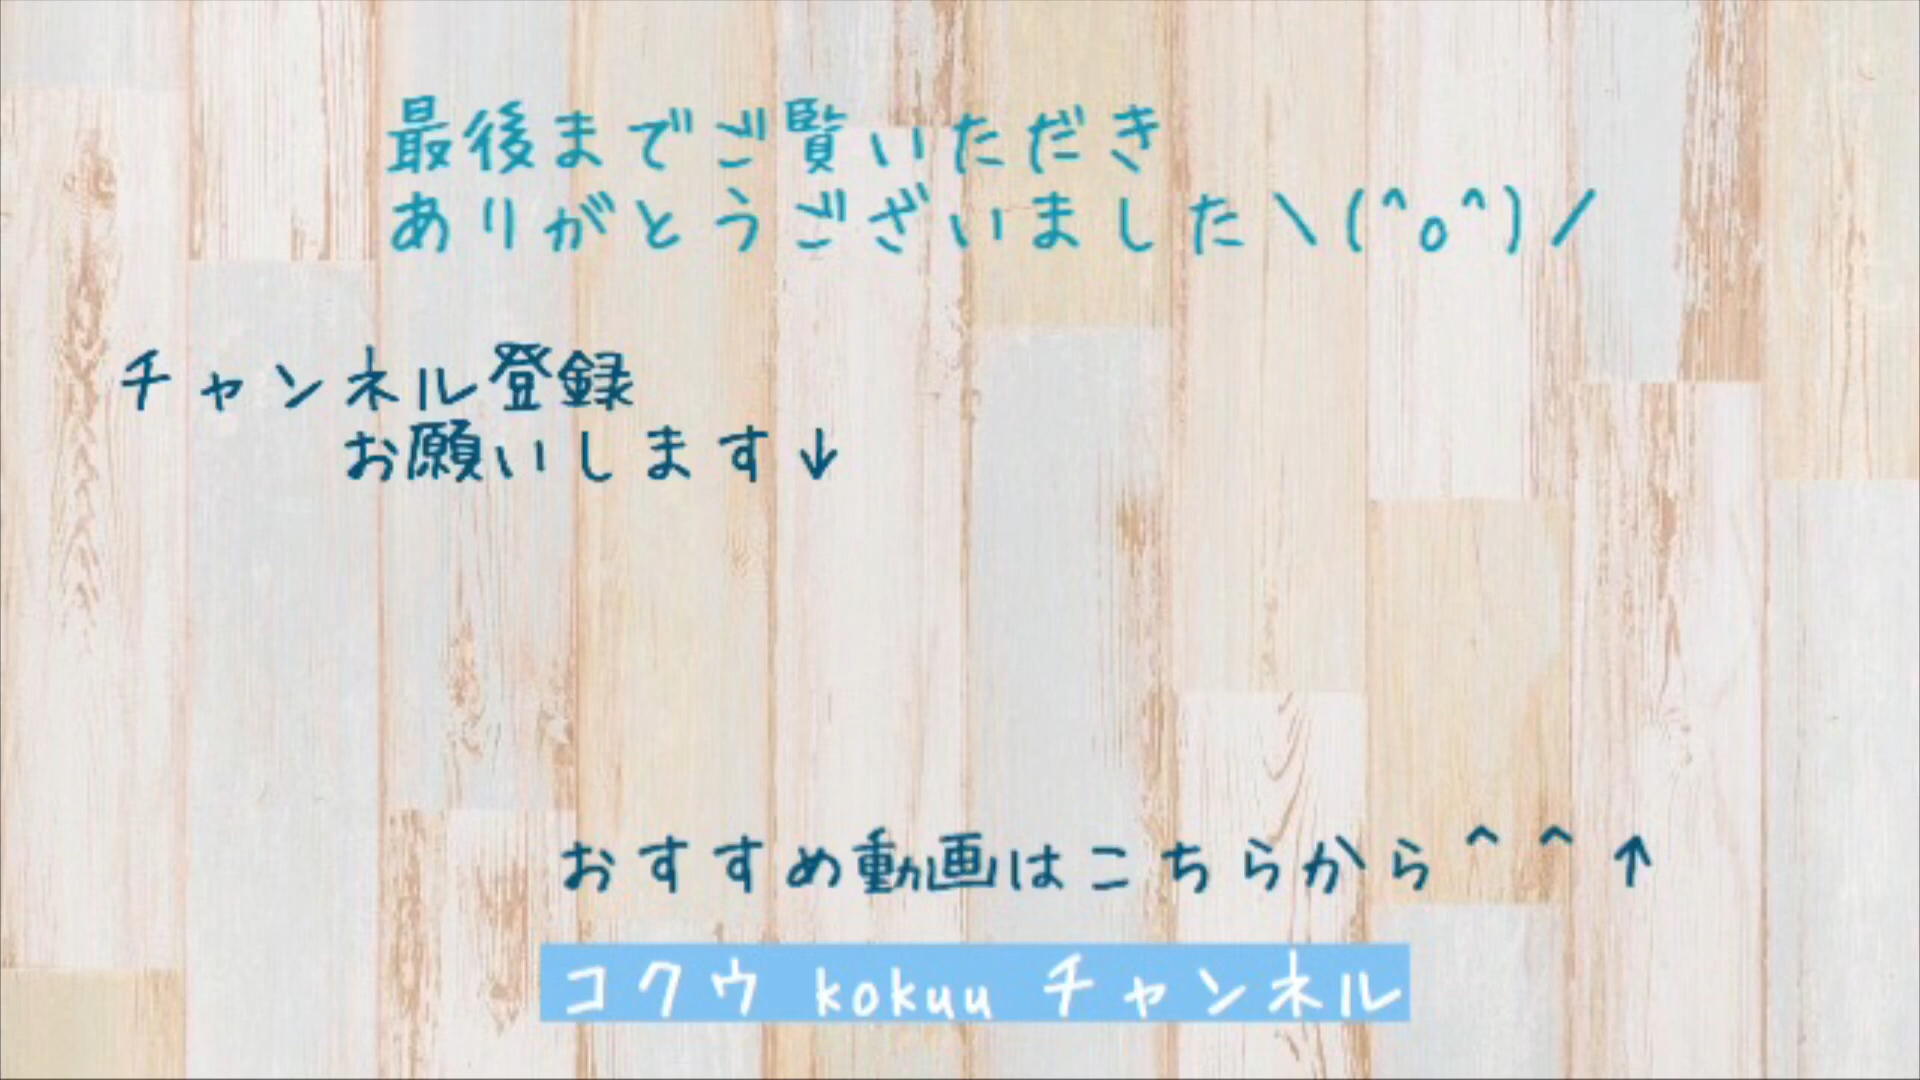 最後までご覧いただき
ありがとうございました＼(^o^)／
チャンネル登録
お願いします↓
おすすめ動画はこちらから＾＾↑
コクウ kokuu チャンネル